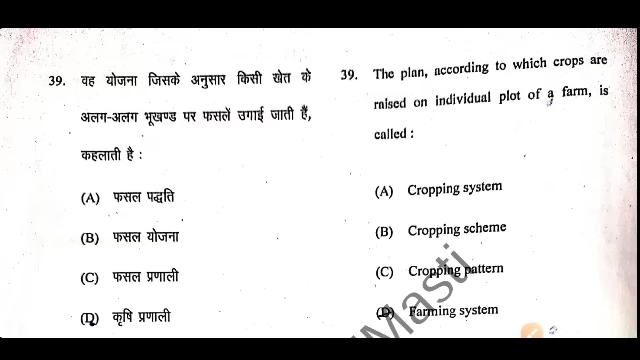 39. वह योजना जिसके अनुसार किसी खेत के
अलग-अलग भूखण्ड पर फसलें उगाई जाती हैं,
कहलाती है :
(A) फसल पद्धति
(B) फसल योजना
(C) फसल प्रणाली
(D) कृषि प्रणाली
39. The plan, according to which crops are
raised on individual plot of a farm, is
called :
(A) Cropping system
(B) Cropping scheme
(C) Cropping pattern
(D) Farming system
Masti